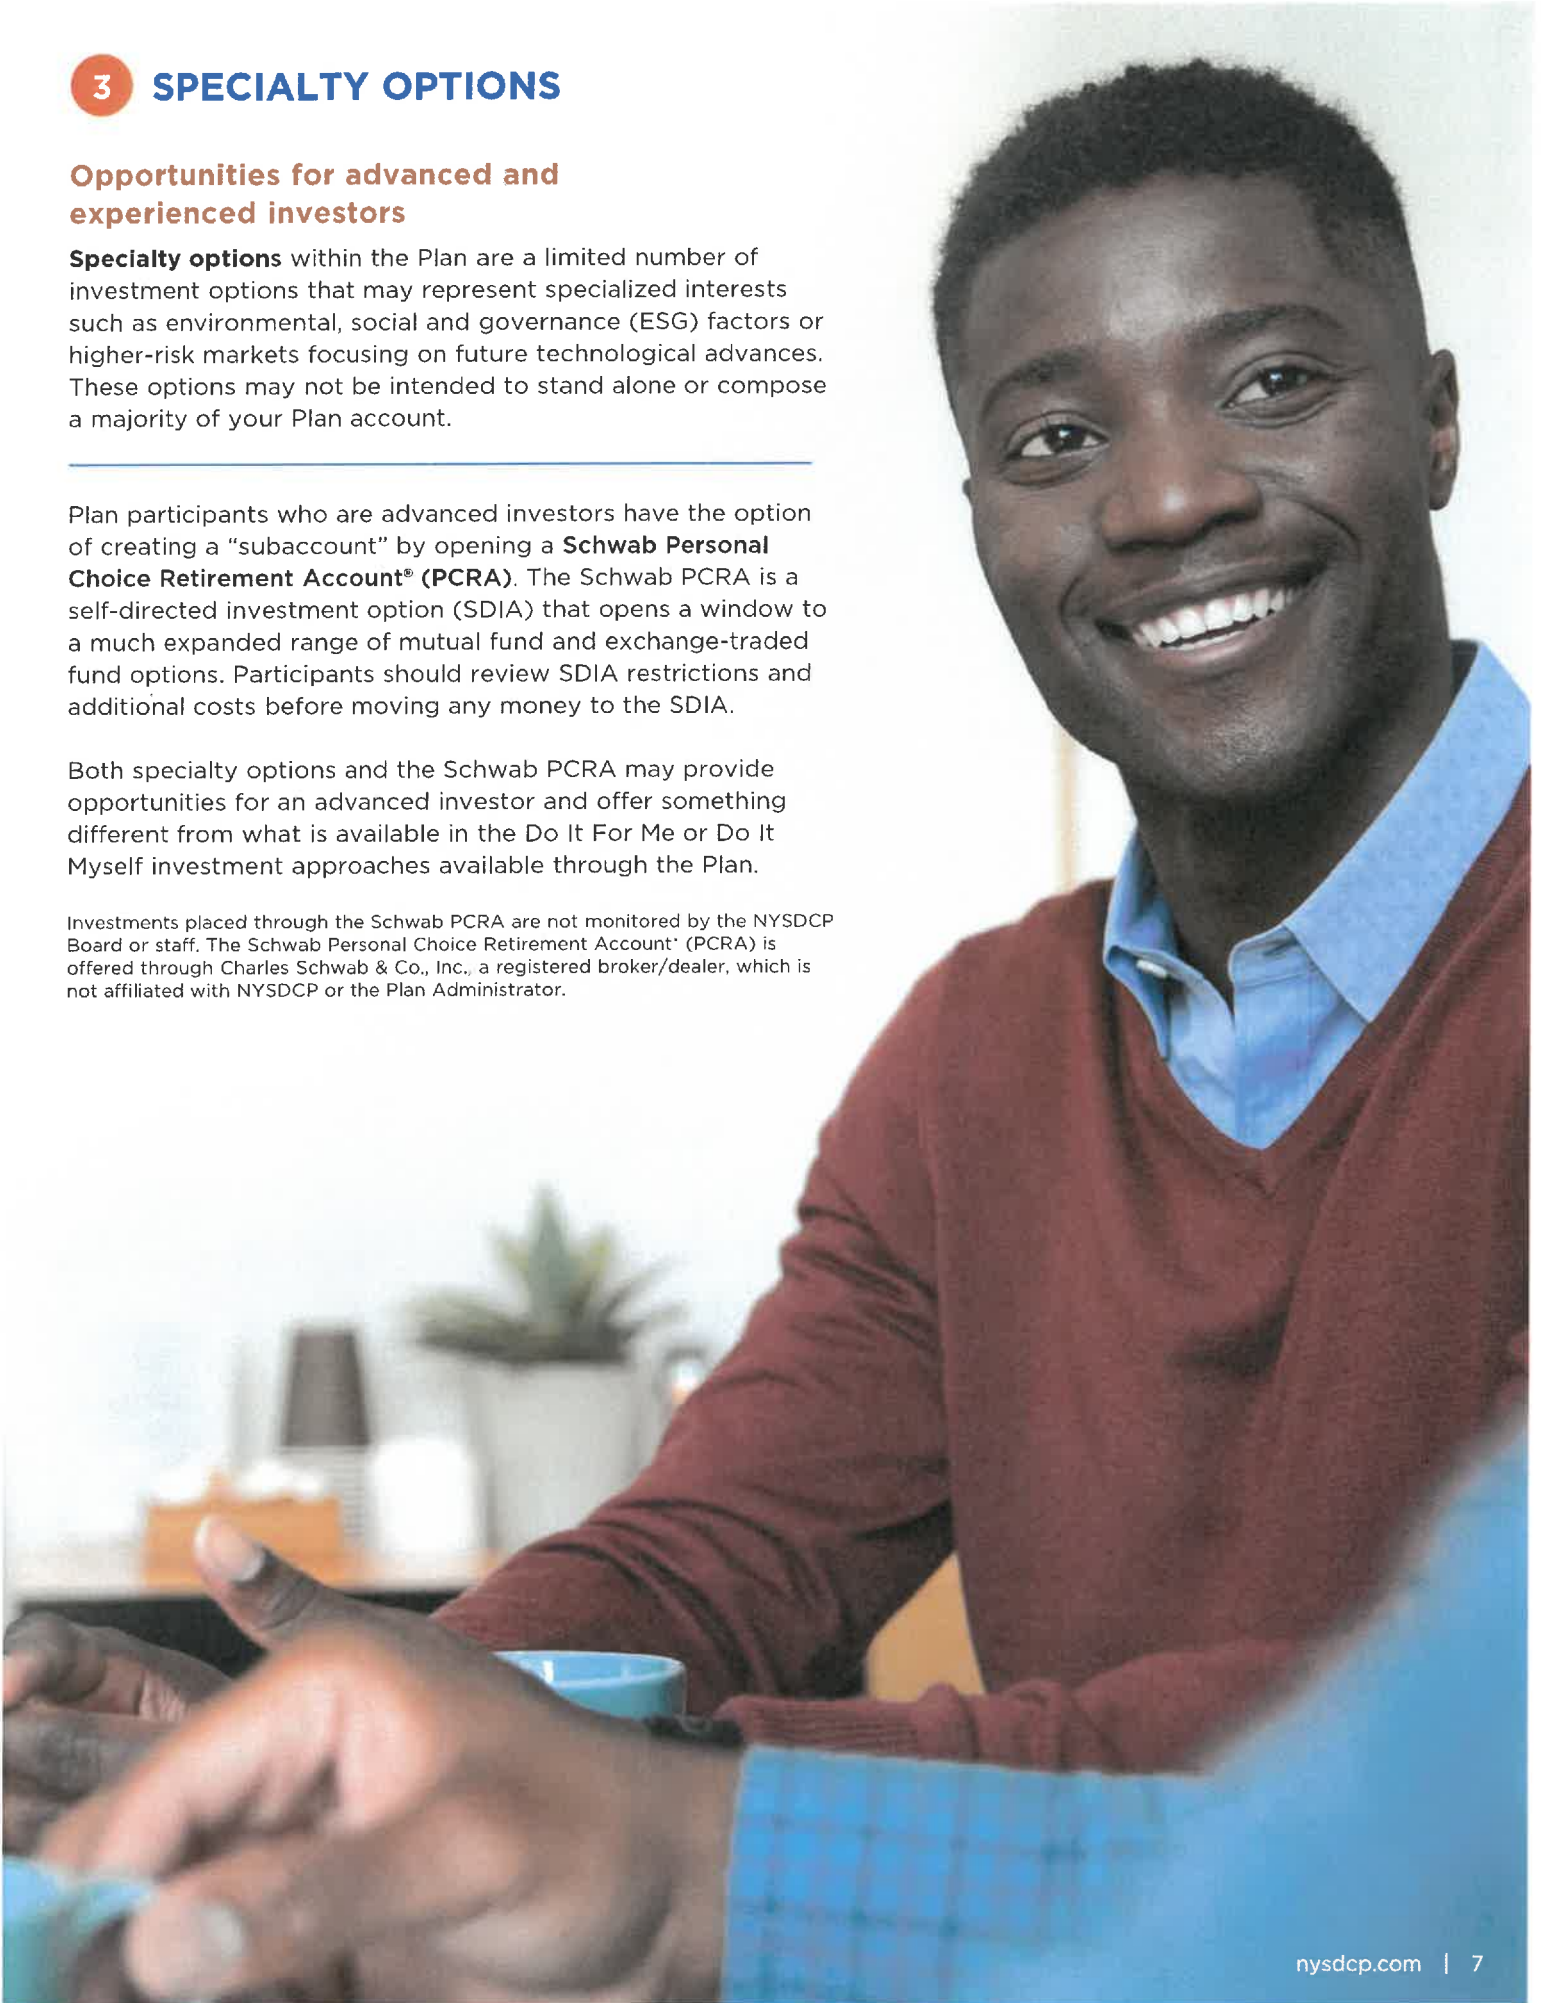 3 SPECIALTY OPTIONS
Opportunities for advanced and
experienced investors
Specialty options within the Plan are a limited number of
investment options that may represent specialized interests
such as environmental, social and governance (ESG) factors or
higher-risk markets focusing on future technological advances.
These options may not be intended to stand alone or compose
a majority of your Plan account.
Plan participants who are advanced investors have the option
of creating a “subaccount” by opening a Schwab Personal
Choice Retirement Account® (PCRA). The Schwab PCRA is a
self-directed investment option (SDIA) that opens a window to
a much expanded range of mutual fund and exchange-traded
fund options. Participants should review SDIA restrictions and
additional costs before moving any money to the SDIA.
Both specialty options and the Schwab PCRA may provide
opportunities for an advanced investor and offer something
different from what is available in the Do It For Me or Do It
Myself investment approaches available through the Plan.
Investments placed through the Schwab PCRA are not monitored by the NYSDCP
Board or staff. The Schwab Personal Choice Retirement Account® (PCRA) is
offered through Charles Schwab & Co., Inc., a registered broker/dealer, which is
not affiliated with NYSDCP or the Plan Administrator.
nysdcp.com | 7